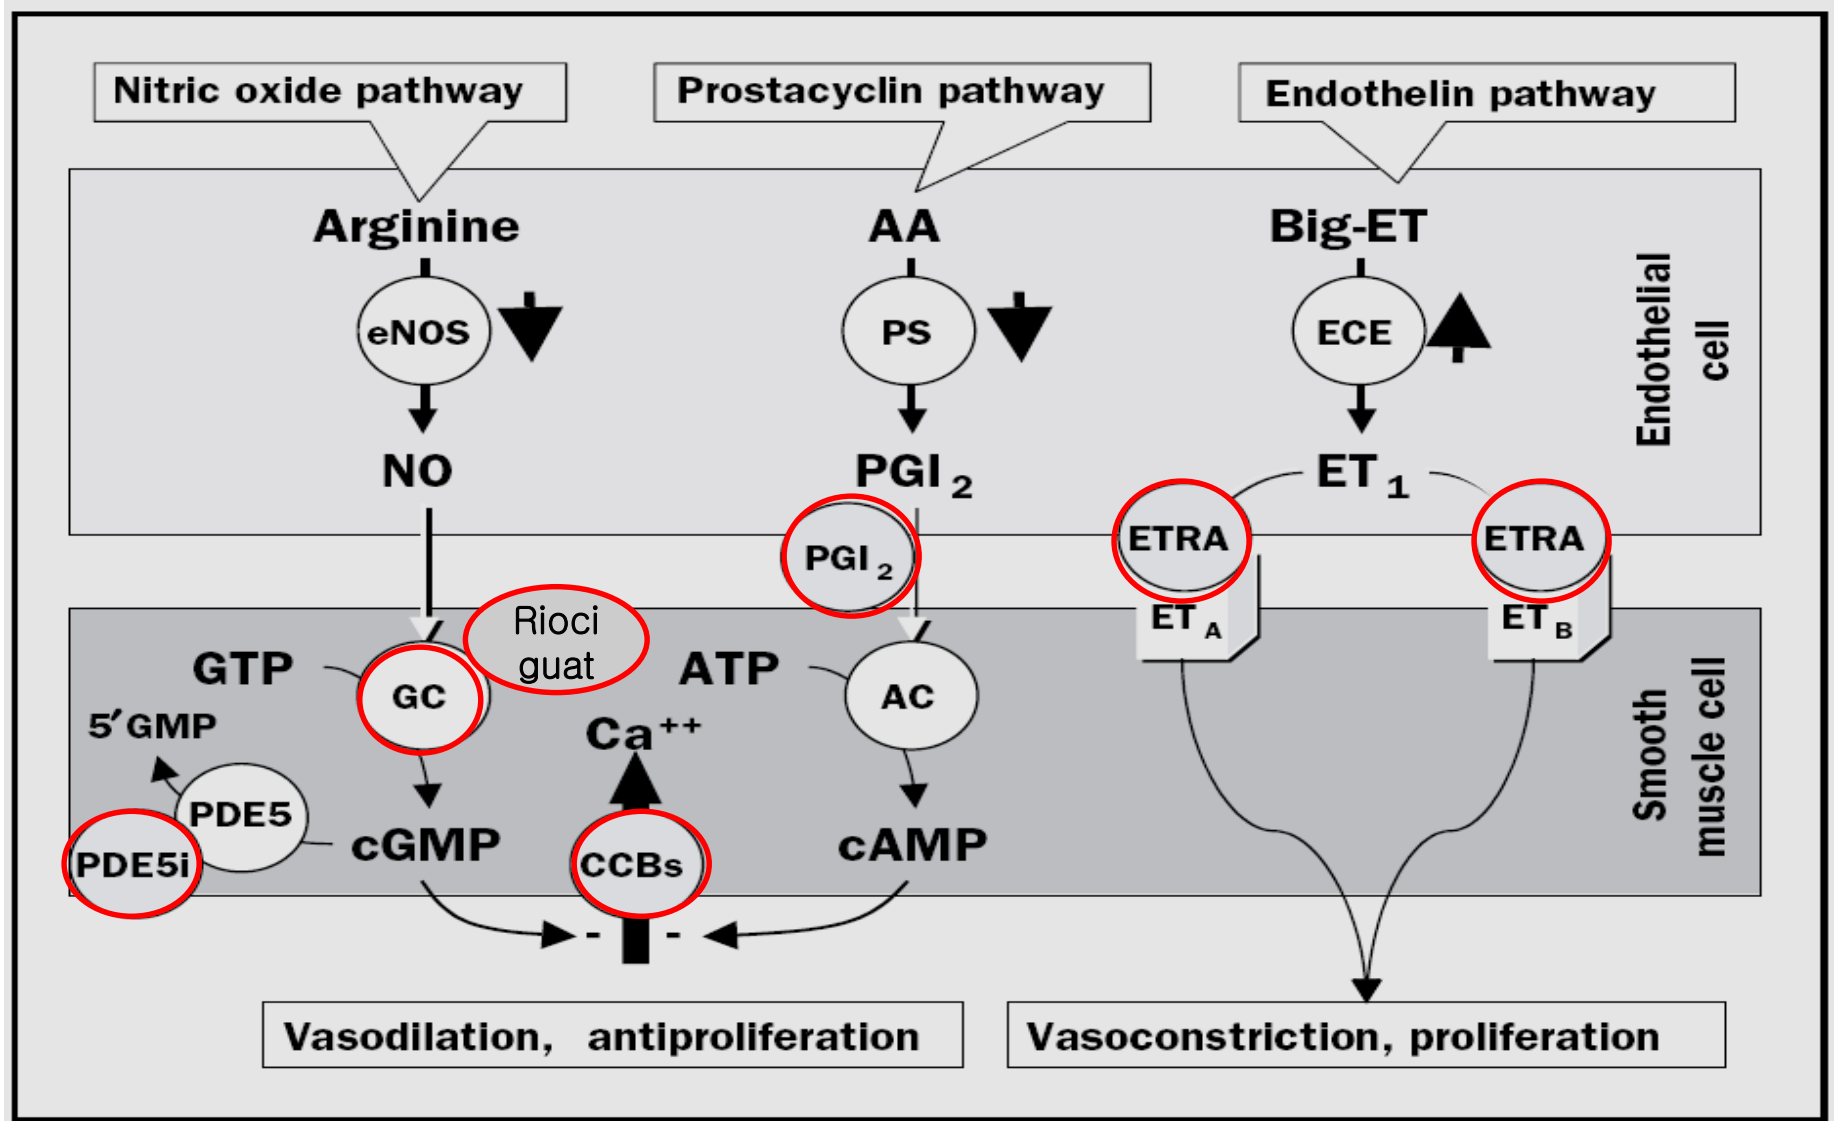 Nitric oxide pathway
Prostacyclin pathway
Endothelin pathway
Arginine
AA
Big-ET
eNOS
PS
ECE
Endothelial
cell
NO
PGI 2
ET 1
PGI 2
ETRA
ETRA
ET A
ET B
Rioci
guat
GTP
GC
ATP
AC
5′GMP
Ca++
PDE5
PDE5i
cGMP
CCBs
cAMP
Smooth
muscle cell
- -
Vasodilation, antiproliferation
Vasoconstriction, proliferation